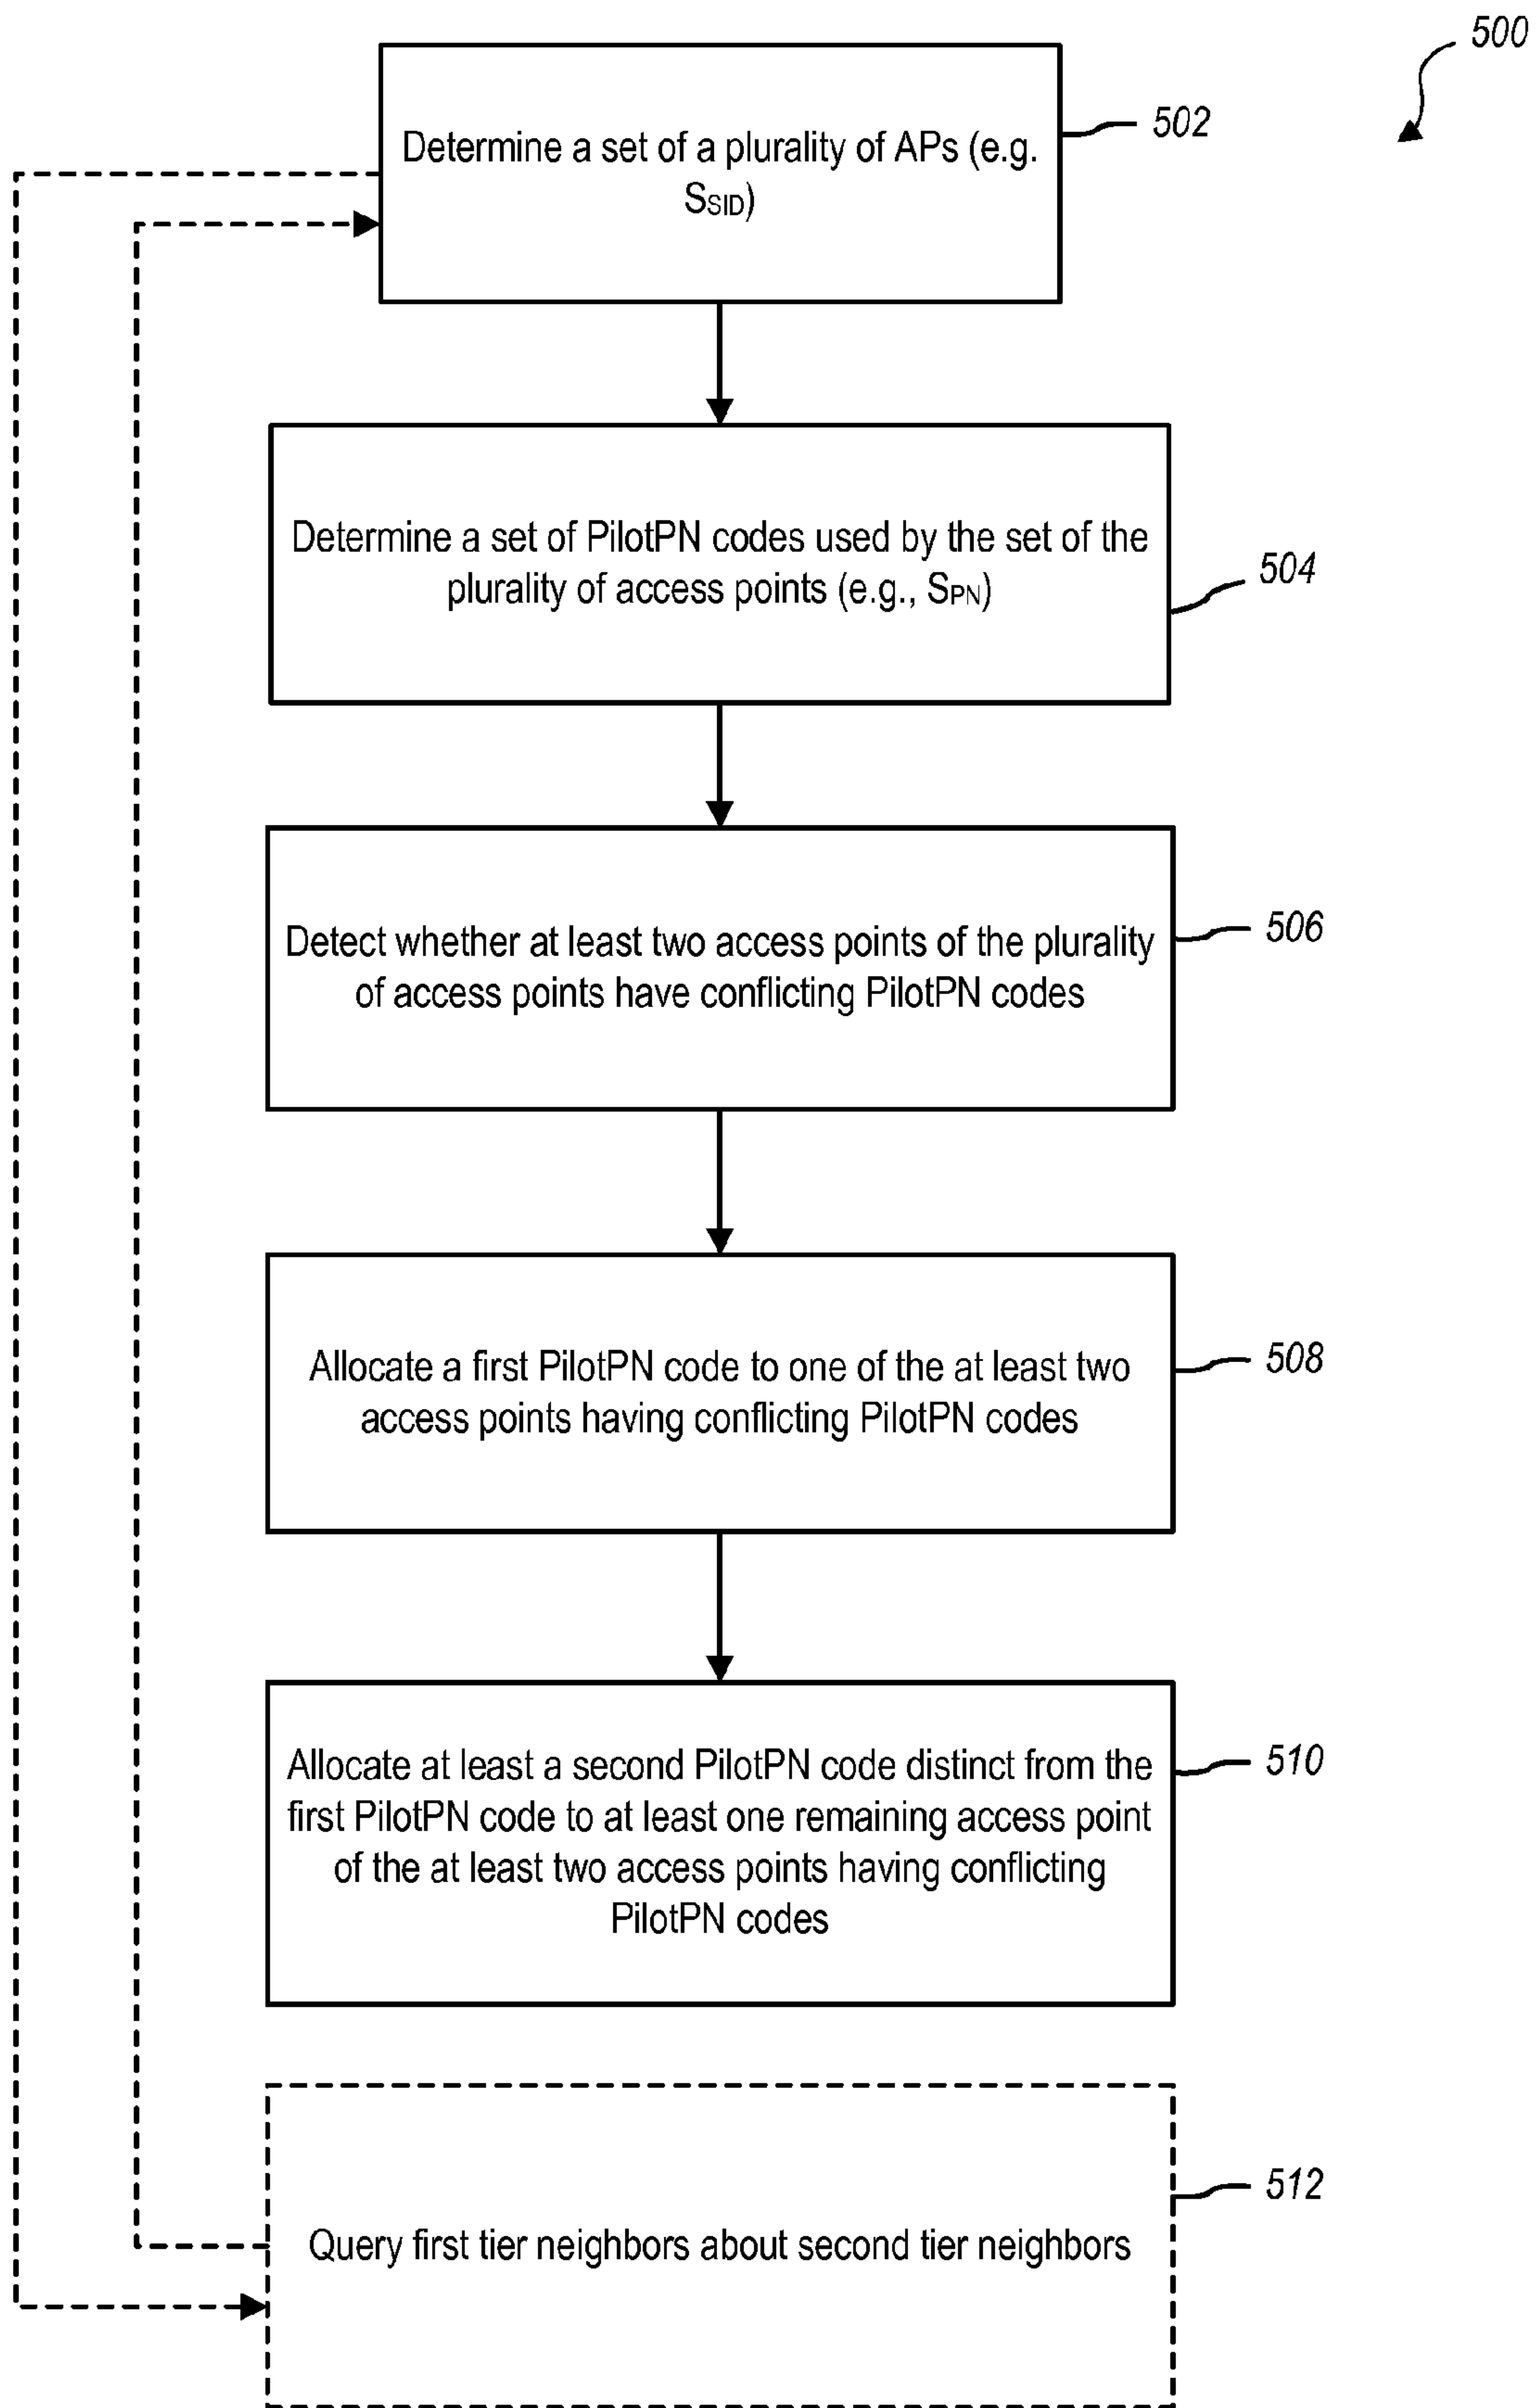 500
Determine a set of a plurality of APs (e.g.
SSID)
502
Determine a set of PilotPN codes used by the set of the
plurality of access points (e.g., SPN)
504
Detect whether at least two access points of the plurality
of access points have conflicting PilotPN codes
506
Allocate a first PilotPN code to one of the at least two
access points having conflicting PilotPN codes
508
Allocate at least a second PilotPN code distinct from the
first PilotPN code to at least one remaining access point
of the at least two access points having conflicting
PilotPN codes
510
Query first tier neighbors about second tier neighbors
512